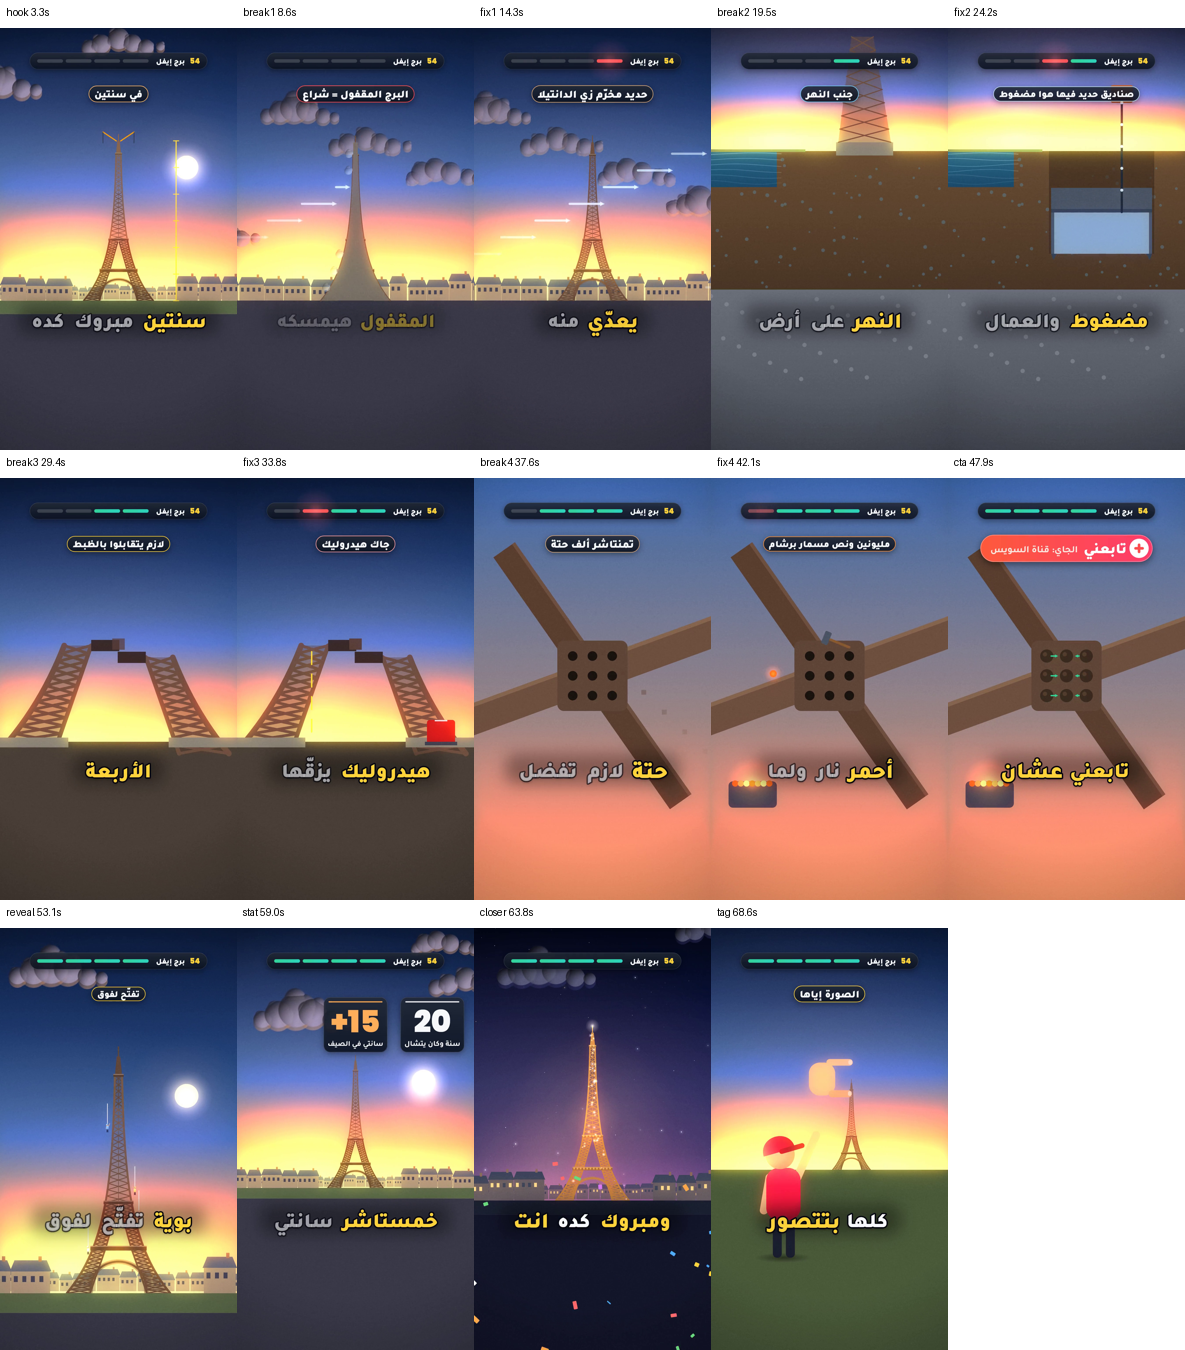 hook 3.3s
54 برج إيفل
في سنتين
سنتين مبروك كده
break1 8.6s
54 برج إيفل
البرج المقفول = شراع
المقفول هيمسكه
fix1 14.3s
54 برج إيفل
حديد مخرّم زي الدانتيلا
يعدّي منه
break2 19.5s
54 برج إيفل
جنب النهر
النهر على أرض
fix2 24.2s
54 برج إيفل
صناديق حديد فيها هوا مضغوط
مضغوط والعمال
break3 29.4s
54 برج إيفل
لازم يتقابلوا بالظبط
الأربعة
fix3 33.8s
54 برج إيفل
جاك هيدروليك
هيدروليك يزقّها
break4 37.6s
54 برج إيفل
تمنتاشر ألف حتة
حتة لازم تفضل
fix4 42.1s
54 برج إيفل
مليونين ونص مسمار برشام
أحمر نار ولما
cta 47.9s
54 برج إيفل
تابعني الجاي: قناة السويس
تابعني عشان
reveal 53.1s
54 برج إيفل
تفتّح لفوق
بوية تفتّح لفوق
stat 59.0s
54 برج إيفل
20
سنة وكان يتشال
+15
سانتي في الصيف
خمستاشر سانتي
closer 63.8s
54 برج إيفل
ومبروك كده انت
tag 68.6s
54 برج إيفل
الصورة إياها
كلها بتتصور